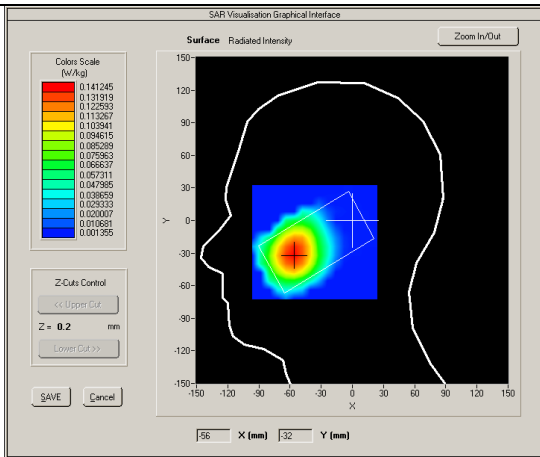 SAR Visualisation Graphical Interface
Surface Radiated Intensity
Zoom In/Out
Colors Scale
(W/kg)
0.141245
0.131919
0.122593
0.113267
0.103941
0.094615
0.085289
0.075963
0.066637
0.057311
0.047985
0.038659
0.029333
0.020007
0.010681
0.001355
Z-Cuts Control
<< Upper Cut
Z = 0.2 mm
Lower Cut >>
SAVE Cancel
150
120
90
60
30
0
-30
-60
-90
-120
-150
Y
-150 -120 -90 -60 -30 0 30 60 90 120 150
X
-56 X (mm) -32 Y (mm)